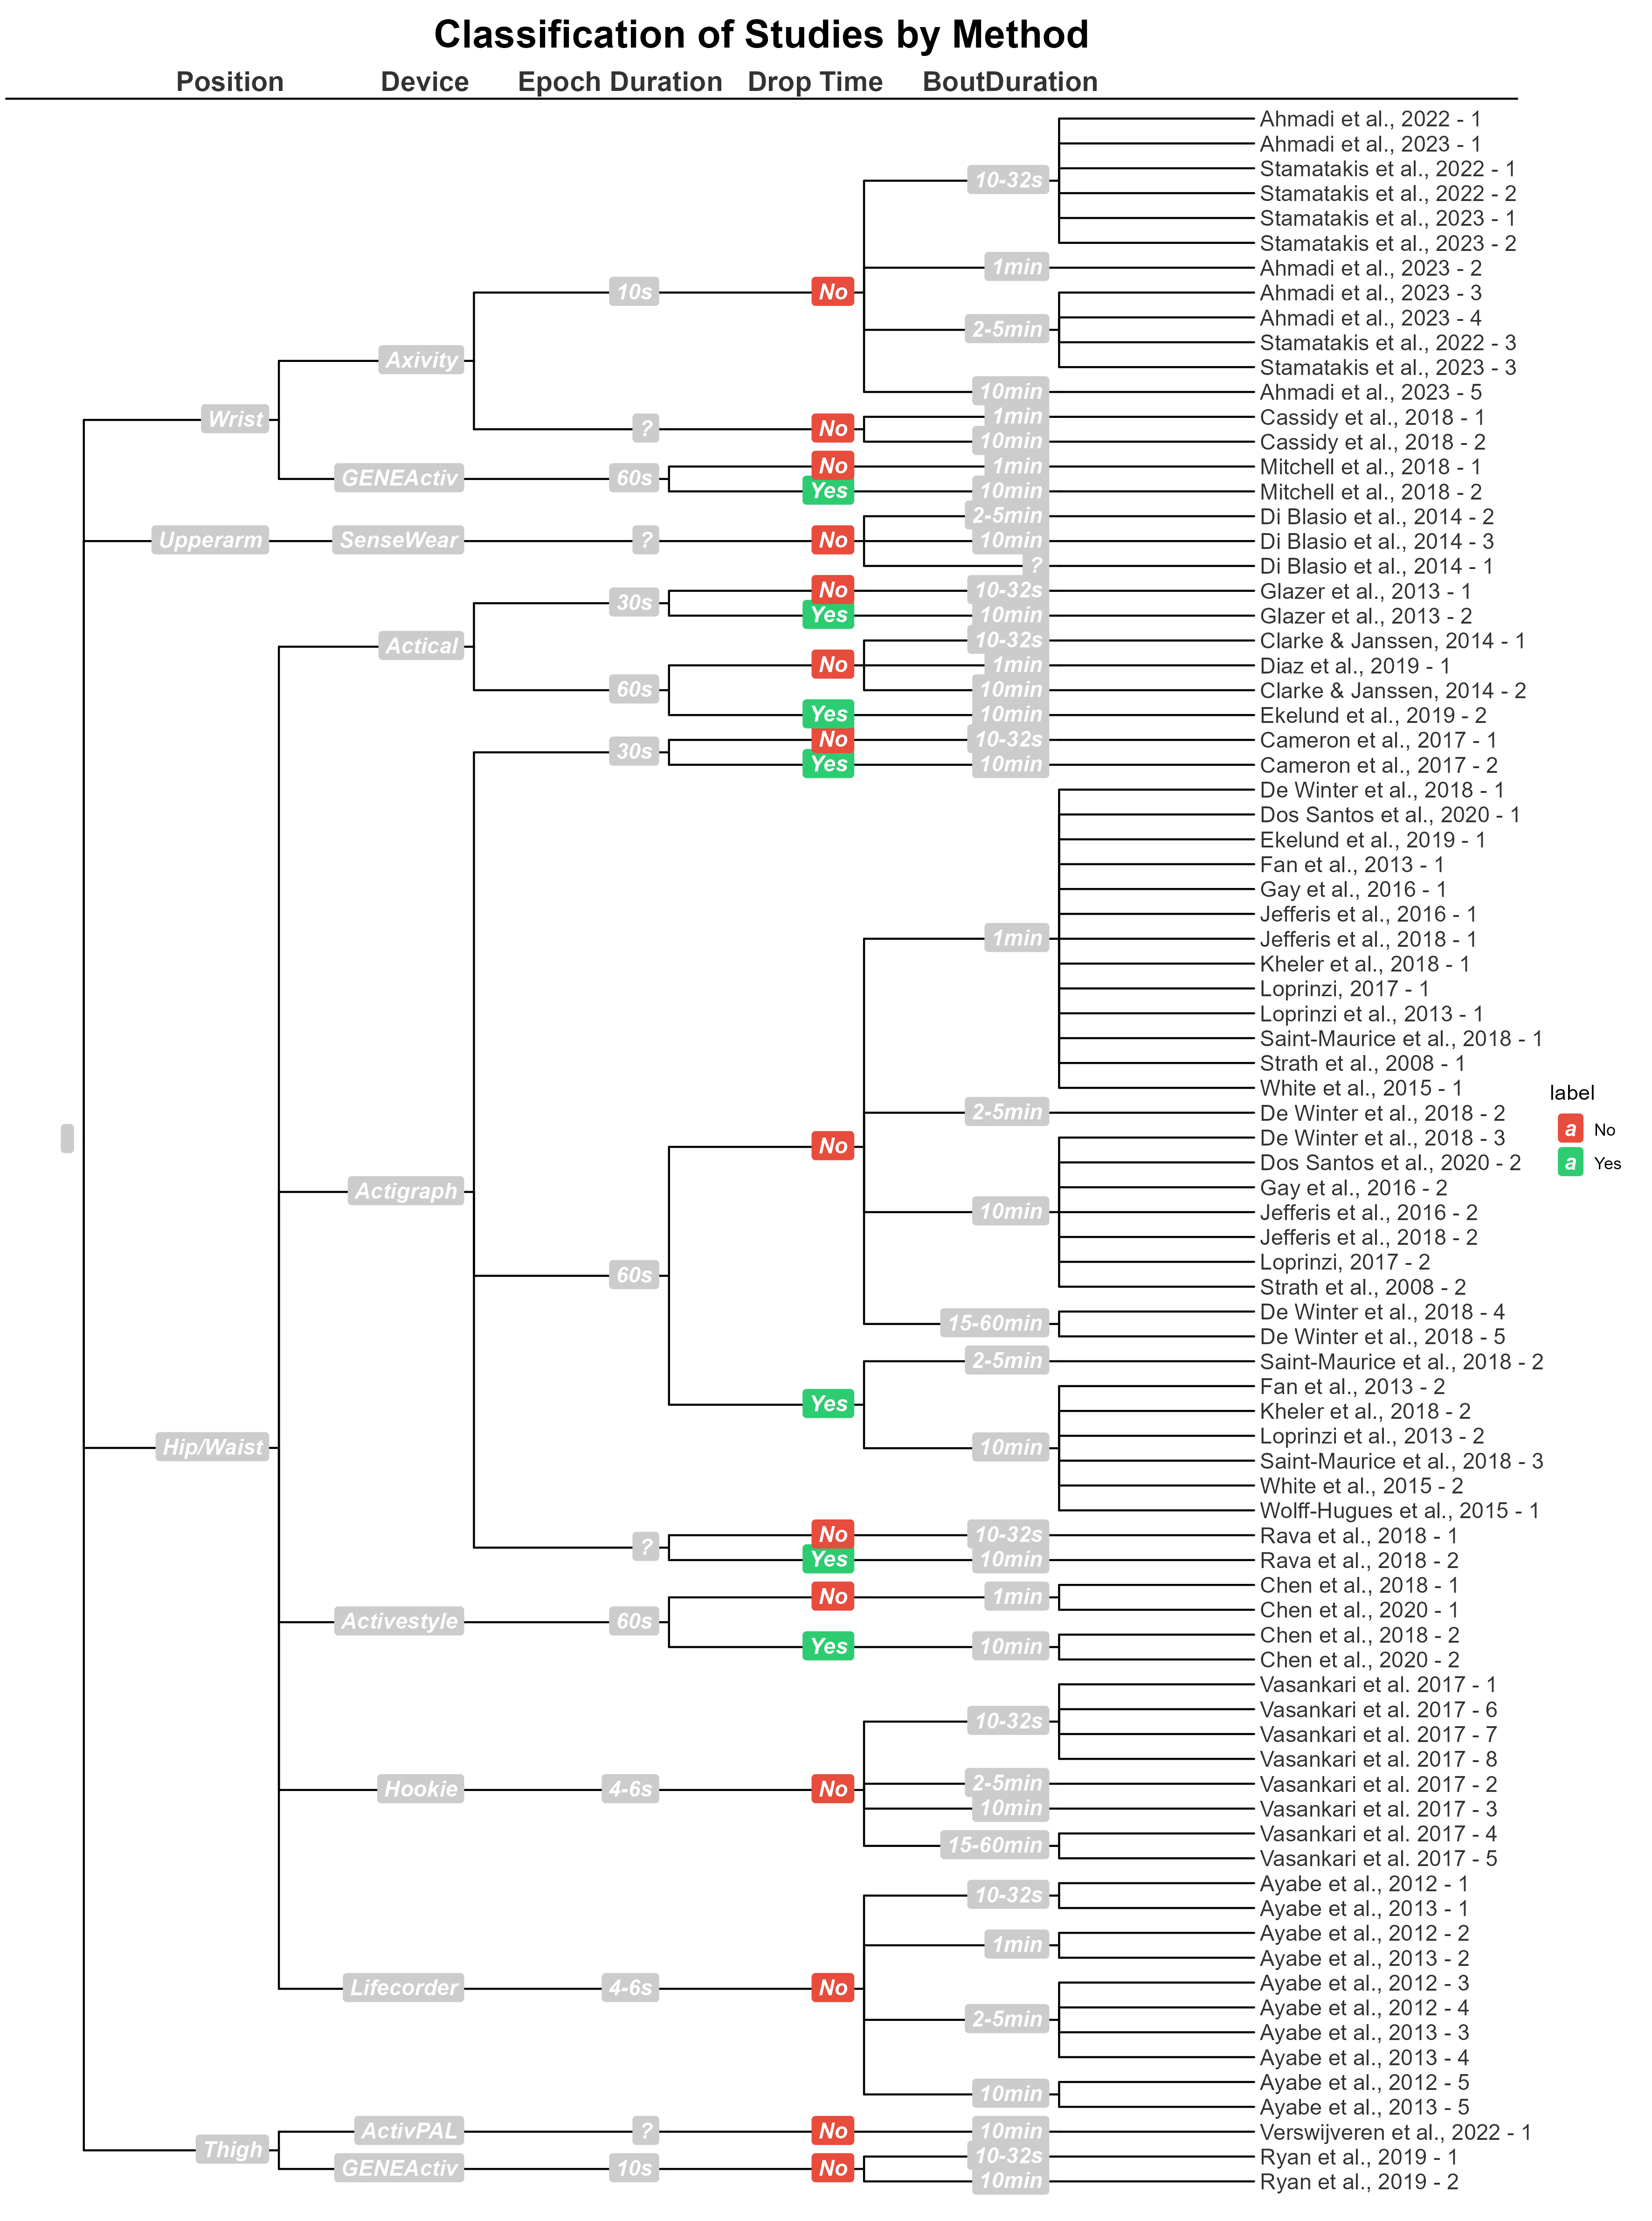 Classification of Studies by Method
Position Device Epoch Duration Drop Time BoutDuration
Ahmadi et al., 2022 - 1
Ahmadi et al., 2023 - 1
Stamatakis et al., 2022 - 1
10-32s
Stamatakis et al., 2022 - 2
Stamatakis et al., 2023 - 1
Stamatakis et al., 2023 - 2
1min Ahmadi et al., 2023 - 2
10s No Ahmadi et al., 2023 - 3
Ahmadi et al., 2023 - 4
2-5min
Stamatakis et al., 2022 - 3
Axivity
Stamatakis et al., 2023 - 3
10min Ahmadi et al., 2023 - 5
Wrist 1min Cassidy et al., 2018 - 1
? No
10min Cassidy et al., 2018 - 2
No 1min Mitchell et al., 2018 - 1
GENEActiv 60s
Yes 10min Mitchell et al., 2018 - 2
2-5min Di Blasio et al., 2014 - 2
Upperarm SenseWear ? No 10min Di Blasio et al., 2014 - 3
? Di Blasio et al., 2014 - 1
No 10-32s Glazer et al., 2013 - 1
30s
Yes 10min Glazer et al., 2013 - 2
Actical 10-32s Clarke & Janssen, 2014 - 1
No 1min Diaz et al., 2019 - 1
60s 10min Clarke & Janssen, 2014 - 2
Yes 10min Ekelund et al., 2019 - 2
No 10-32s Cameron et al., 2017 - 1
30s
Yes 10min Cameron et al., 2017 - 2
De Winter et al., 2018 - 1
Dos Santos et al., 2020 - 1
Ekelund et al., 2019 - 1
Fan et al., 2013 - 1
Gay et al., 2016 - 1
Jefferis et al., 2016 - 1
1min Jefferis et al., 2018 - 1
Kheler et al., 2018 - 1
Loprinzi, 2017 - 1
Loprinzi et al., 2013 - 1
Saint-Maurice et al., 2018 - 1
Strath et al., 2008 - 1
White et al., 2015 - 1
2-5min De Winter et al., 2018 - 2
No De Winter et al., 2018 - 3
Dos Santos et al., 2020 - 2
Actigraph Gay et al., 2016 - 2
10min Jefferis et al., 2016 - 2
Jefferis et al., 2018 - 2
60s Loprinzi, 2017 - 2
Strath et al., 2008 - 2
De Winter et al., 2018 - 4
15-60min
De Winter et al., 2018 - 5
2-5min Saint-Maurice et al., 2018 - 2
Fan et al., 2013 - 2
Yes Kheler et al., 2018 - 2
Loprinzi et al., 2013 - 2
Hip/Waist 10min
Saint-Maurice et al., 2018 - 3
White et al., 2015 - 2
Wolff-Hugues et al., 2015 - 1
No 10-32s Rava et al., 2018 - 1
?
Yes 10min Rava et al., 2018 - 2
Chen et al., 2018 - 1
No 1min
Chen et al., 2020 - 1
Activestyle 60s
Chen et al., 2018 - 2
Yes 10min
Chen et al., 2020 - 2
Vasankari et al. 2017 - 1
Vasankari et al. 2017 - 6
10-32s
Vasankari et al. 2017 - 7
Vasankari et al. 2017 - 8
Hookie 4-6s No 2-5min Vasankari et al. 2017 - 2
10min Vasankari et al. 2017 - 3
Vasankari et al. 2017 - 4
15-60min
Vasankari et al. 2017 - 5
Ayabe et al., 2012 - 1
10-32s
Ayabe et al., 2013 - 1
Ayabe et al., 2012 - 2
1min
Ayabe et al., 2013 - 2
Lifecorder 4-6s No Ayabe et al., 2012 - 3
Ayabe et al., 2012 - 4
2-5min
Ayabe et al., 2013 - 3
Ayabe et al., 2013 - 4
Ayabe et al., 2012 - 5
10min
Ayabe et al., 2013 - 5
ActivPAL ? No 10min Verswijveren et al., 2022 - 1
Thigh
10-32s Ryan et al., 2019 - 1
GENEActiv 10s No
10min Ryan et al., 2019 - 2
label
a No
a Yes